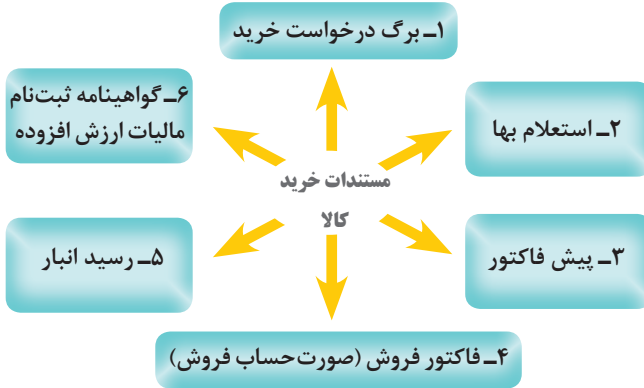 ۱ـ برگ درخواست خرید
۲ـ استعلام بها
۳ـ پیش فاکتور
۴ـ فاکتور فروش (صورت‌حساب فروش)
۵ـ رسید انبار
۶ـ گواهینامه ثبت‌نام
مالیات ارزش افزوده
مستندات خرید
کالا